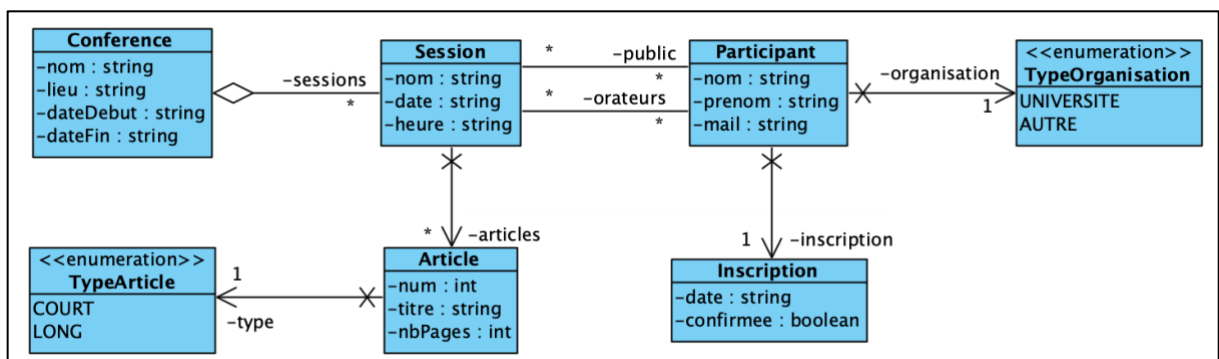 Conference
-nom : string
-lieu : string
-dateDebut : string
-dateFin : string
-sessions
*
Session
-nom : string
-date : string
-heure : string
* -public
*
* -orateurs
*
Participant
-nom : string
-prenom : string
-mail : string
-organisation
1
<<enumeration>>
TypeOrganisation
UNIVERSITE
AUTRE
* -articles
1 -inscription
<<enumeration>>
TypeArticle
COURT
LONG
1
-type
Article
-num : int
-titre : string
-nbPages : int
Inscription
-date : string
-confirmee : boolean